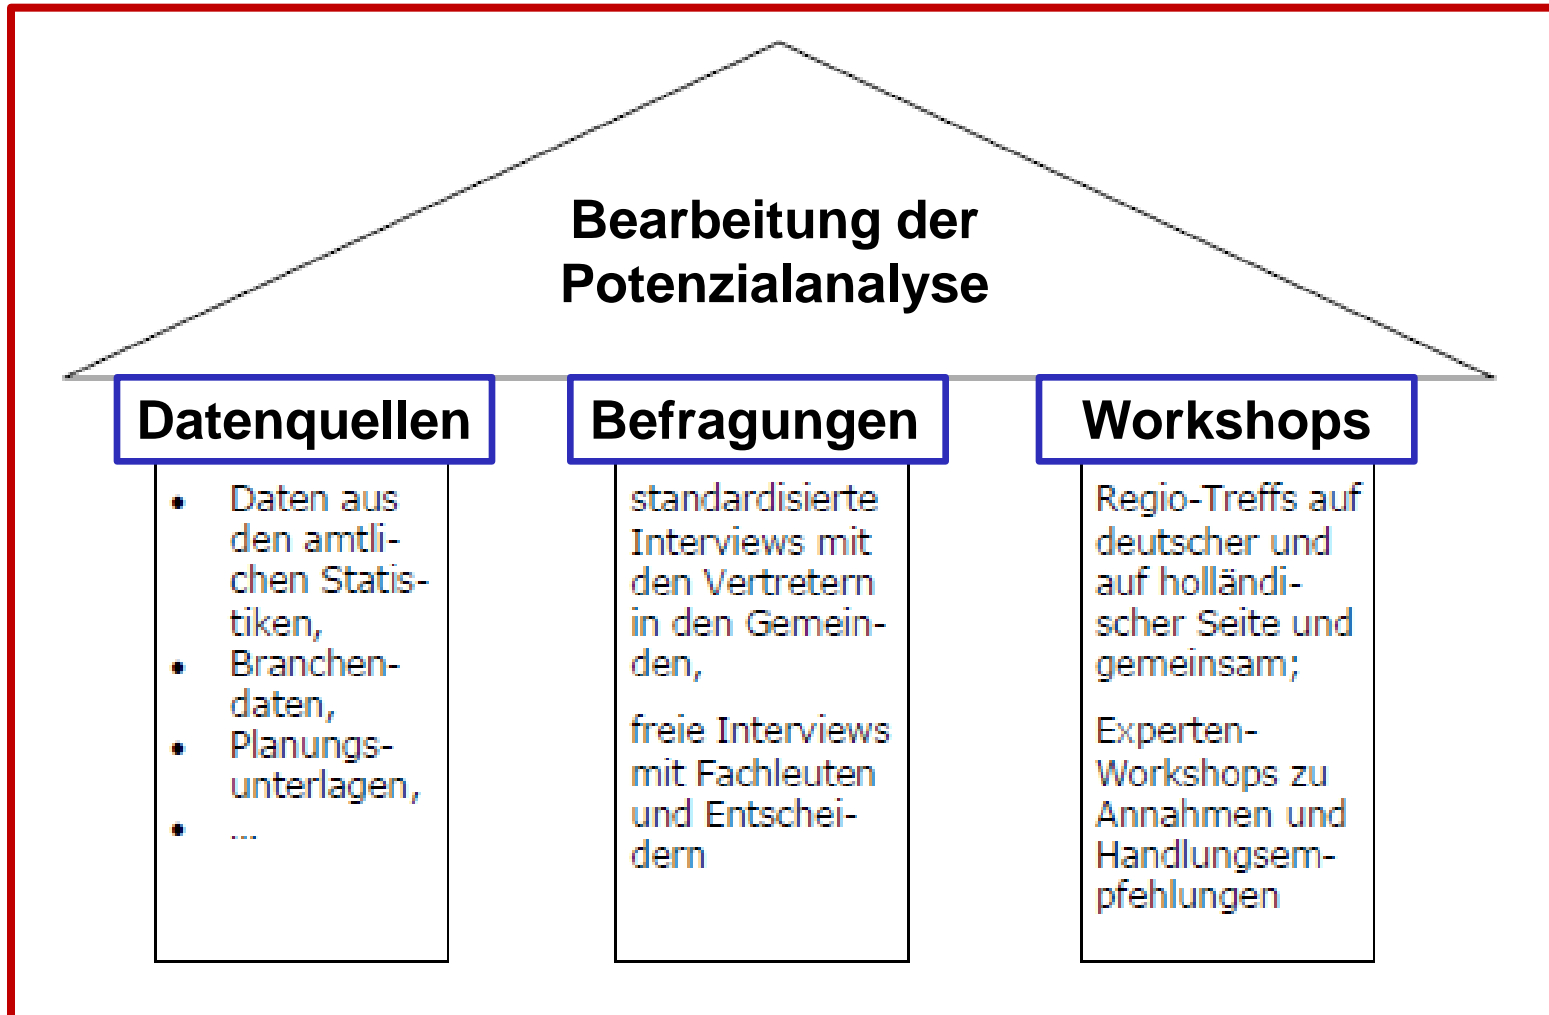 Bearbeitung der
Potenzialanalyse
Datenquellen
• Daten aus
den amtli-
chen Statis-
tiken,
• Branchen-
daten,
• Planungs-
unterlagen,
• ...
Befragungen
standardisierte
Interviews mit
den Vertretern
in den Gemein-
den,
freie Interviews
mit Fachleuten
und Entschei-
dern
Workshops
Regio-Treffs auf
deutscher und
auf holländi-
scher Seite und
gemeinsam;
Experten-
Workshops zu
Annahmen und
Handlungsem-
pfehlungen